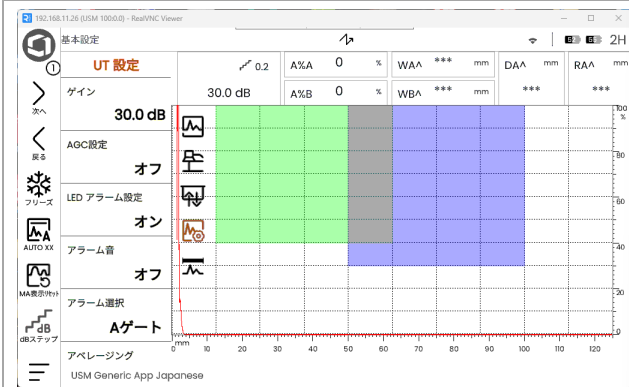 192.168.11.26 (USM 100:0.0) - RealVNC Viewer
基本設定
2H
1
UT 設定
0.2
30.0 dB
A%A 0 %
A%B 0 %
WA^ *** mm
WB^ *** mm
DA^ mm
***
RA^ mm
***
次へ
戻る
フリーズ
AUTO XX
MA表示リセット
dBステップ
ゲイン
30.0 dB
AGC設定
オフ
LED アラーム設定
オン
アラーム音
オフ
アラーム選択
Aゲート
アベレージング
USM Generic App Japanese
100
%
80
60
40
20
0
0 mm 10 20 30 40 50 60 70 80 90 100 110 120